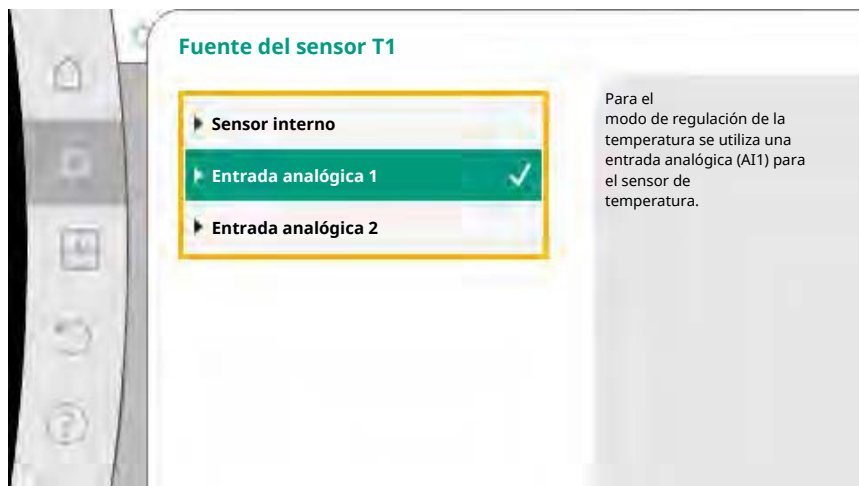 Fuente del sensor T1
Sensor interno
Entrada analógica 1
Entrada analógica 2
Para el
modo de regulación de la
temperatura se utiliza una
entrada analógica (AI1) para
el sensor de
temperatura.